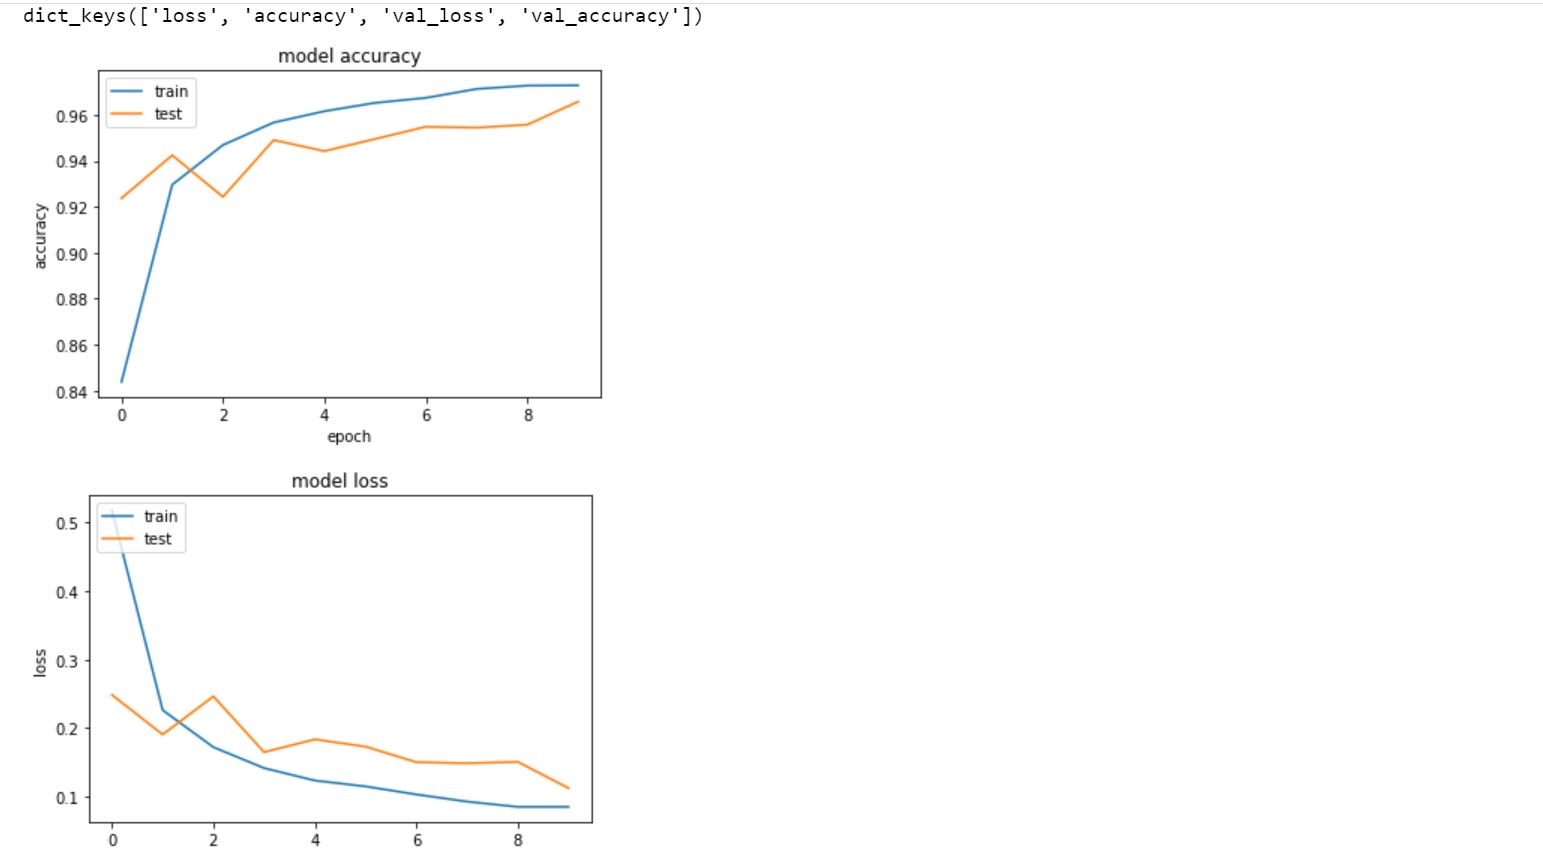 dict_keys(['loss', 'accuracy', 'val_loss', 'val_accuracy'])
model accuracy
train
test
0.96
0.94
0.92
0.90
0.88
0.86
0.84
accuracy
0 2 4 6 8
epoch
model loss
train
test
0.5
0.4
0.3
0.2
0.1
loss
0 2 4 6 8